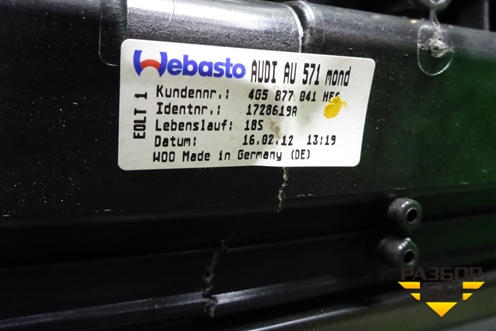 Webasto AUDI AU 571 mond
EOLT 1
Kundennr.: 4G5 877 041
Identnr.: 1728619A
Lebenslauf: 18S
Datum: 16.02.12 13:19
WOO Made in Germany (DE)
РАЗБОР